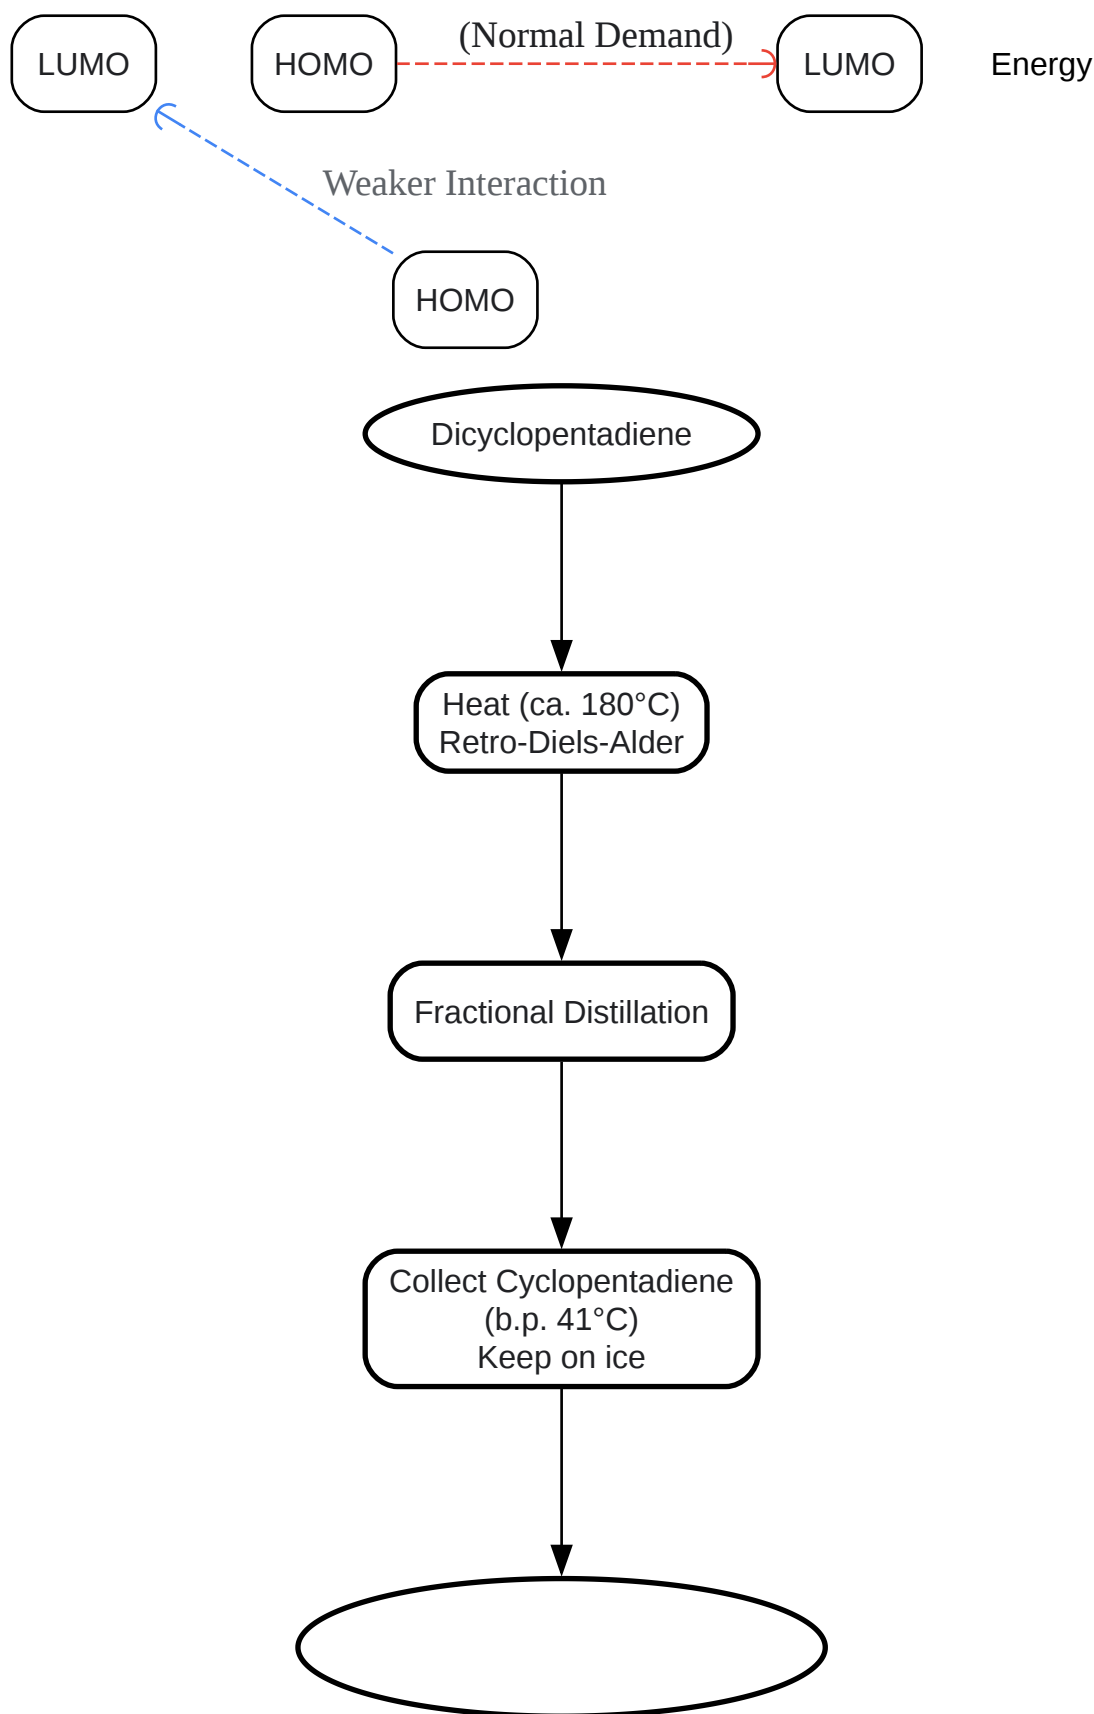 (Normal Demand)
LUMO
HOMO
LUMO
Energy
Weaker Interaction
HOMO
Dicyclopentadiene
Heat (ca. 180°C)
Retro-Diels-Alder
Fractional Distillation
Collect Cyclopentadiene
(b.p. 41°C)
Keep on ice